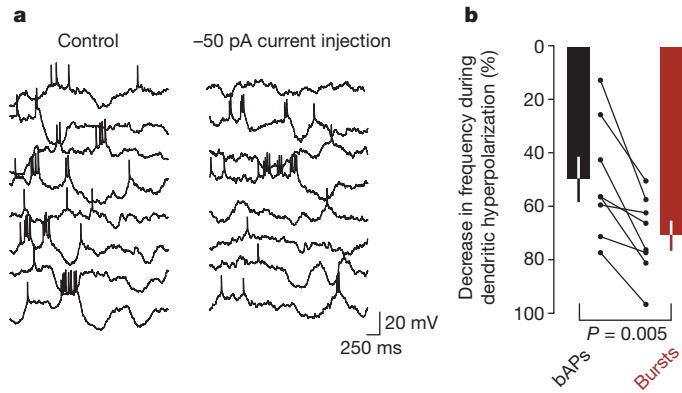 a
Control
–50 pA current injection
20 mV
250 ms
b
Decrease in frequency during
dendritic hyperpolarization (%)
0
20
40
60
80
100
P = 0.005
bAPs
Bursts